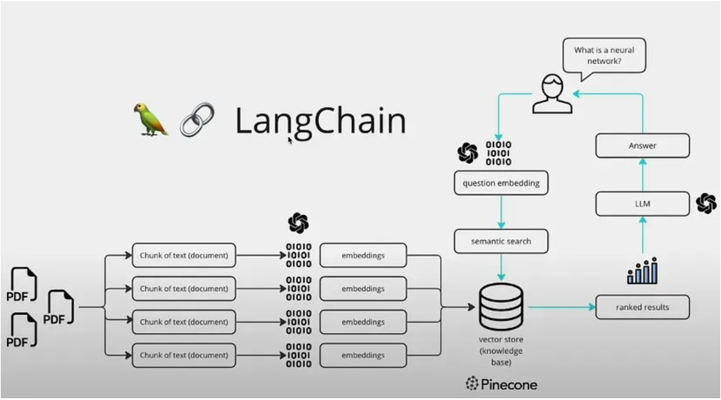 What is a neural
network?
LangChain
01010
10101
01010
Answer
question embedding
LLM
semantic search
Chunk of text (document)
01010
10101
01010
embeddings
PDF
PDF
PDF
Chunk of text (document)
01010
10101
01010
embeddings
ranked results
Chunk of text (document)
01010
10101
01010
embeddings
vector store
(knowledge
base)
Chunk of text (document)
01010
10101
01010
embeddings
Pinecone